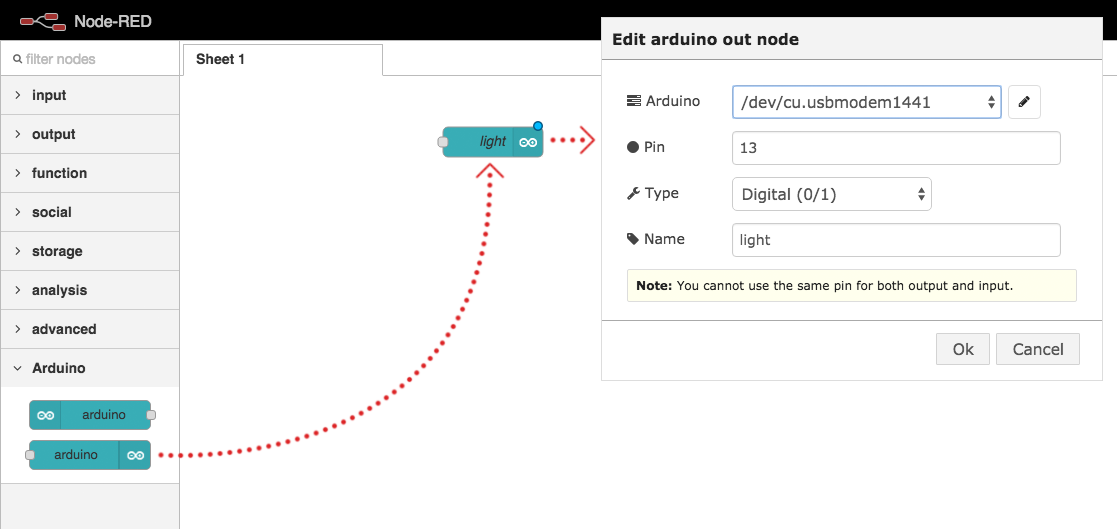 Node-RED
filter nodes
input
output
function
social
storage
analysis
advanced
Arduino
arduino
arduino
Sheet 1
light
Edit arduino out node
Arduino /dev/cu.usbmodem1441
Pin 13
Type Digital (0/1)
Name light
Note: You cannot use the same pin for both output and input.
Ok Cancel